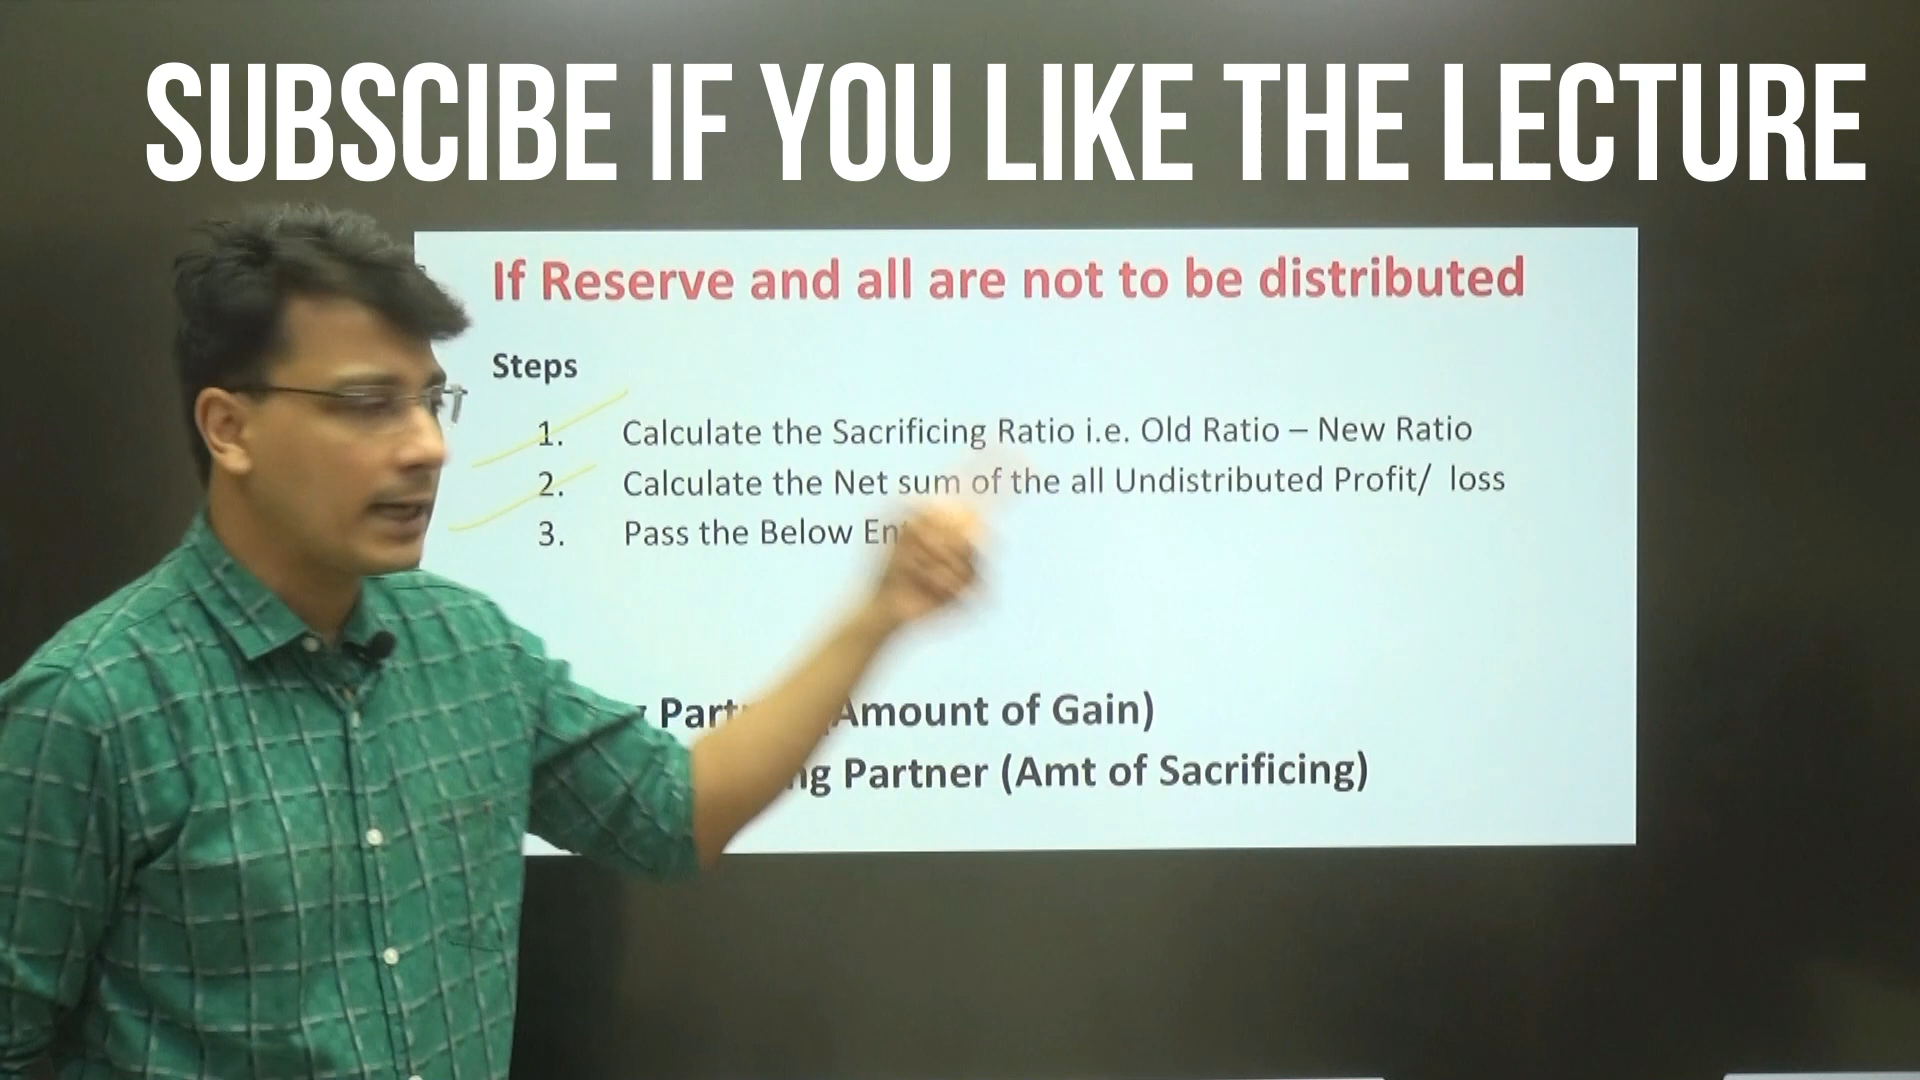 SUBSCIBE IF YOU LIKE THE LECTURE
If Reserve and all are not to be distributed
Steps
1. Calculate the Sacrificing Ratio i.e. Old Ratio – New Ratio
2. Calculate the Net sum of the all Undistributed Profit/ loss
3. Pass the Below
(Amount of Gain)
Partner (Amt of Sacrificing)